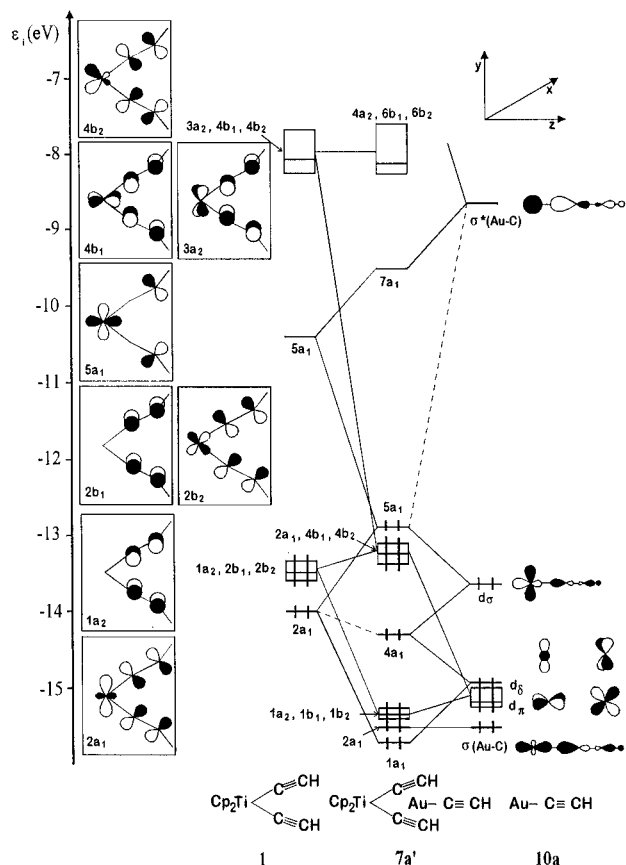 εi (eV)
-7
-8
-9
-10
-11
-12
-13
-14
-15
4b2
4b1
3a2
5a1
2b1
2b2
1a2
2a1
y
x
z
3a2, 4b1, 4b2
4a2, 6b1, 6b2
σ*(Au-C)
7a1
5a1
5a1
2a1, 4b1, 4b2
1a2, 2b1, 2b2
2a1
dσ
4a1
dδ
dπ
1a2, 1b1, 1b2
2a1
σ(Au-C)
1a1
C≡CH
Cp2Ti
C≡CH
C≡CH
Cp2Ti
Au– C≡CH
C≡CH
Au– C≡CH
1
7a'
10a